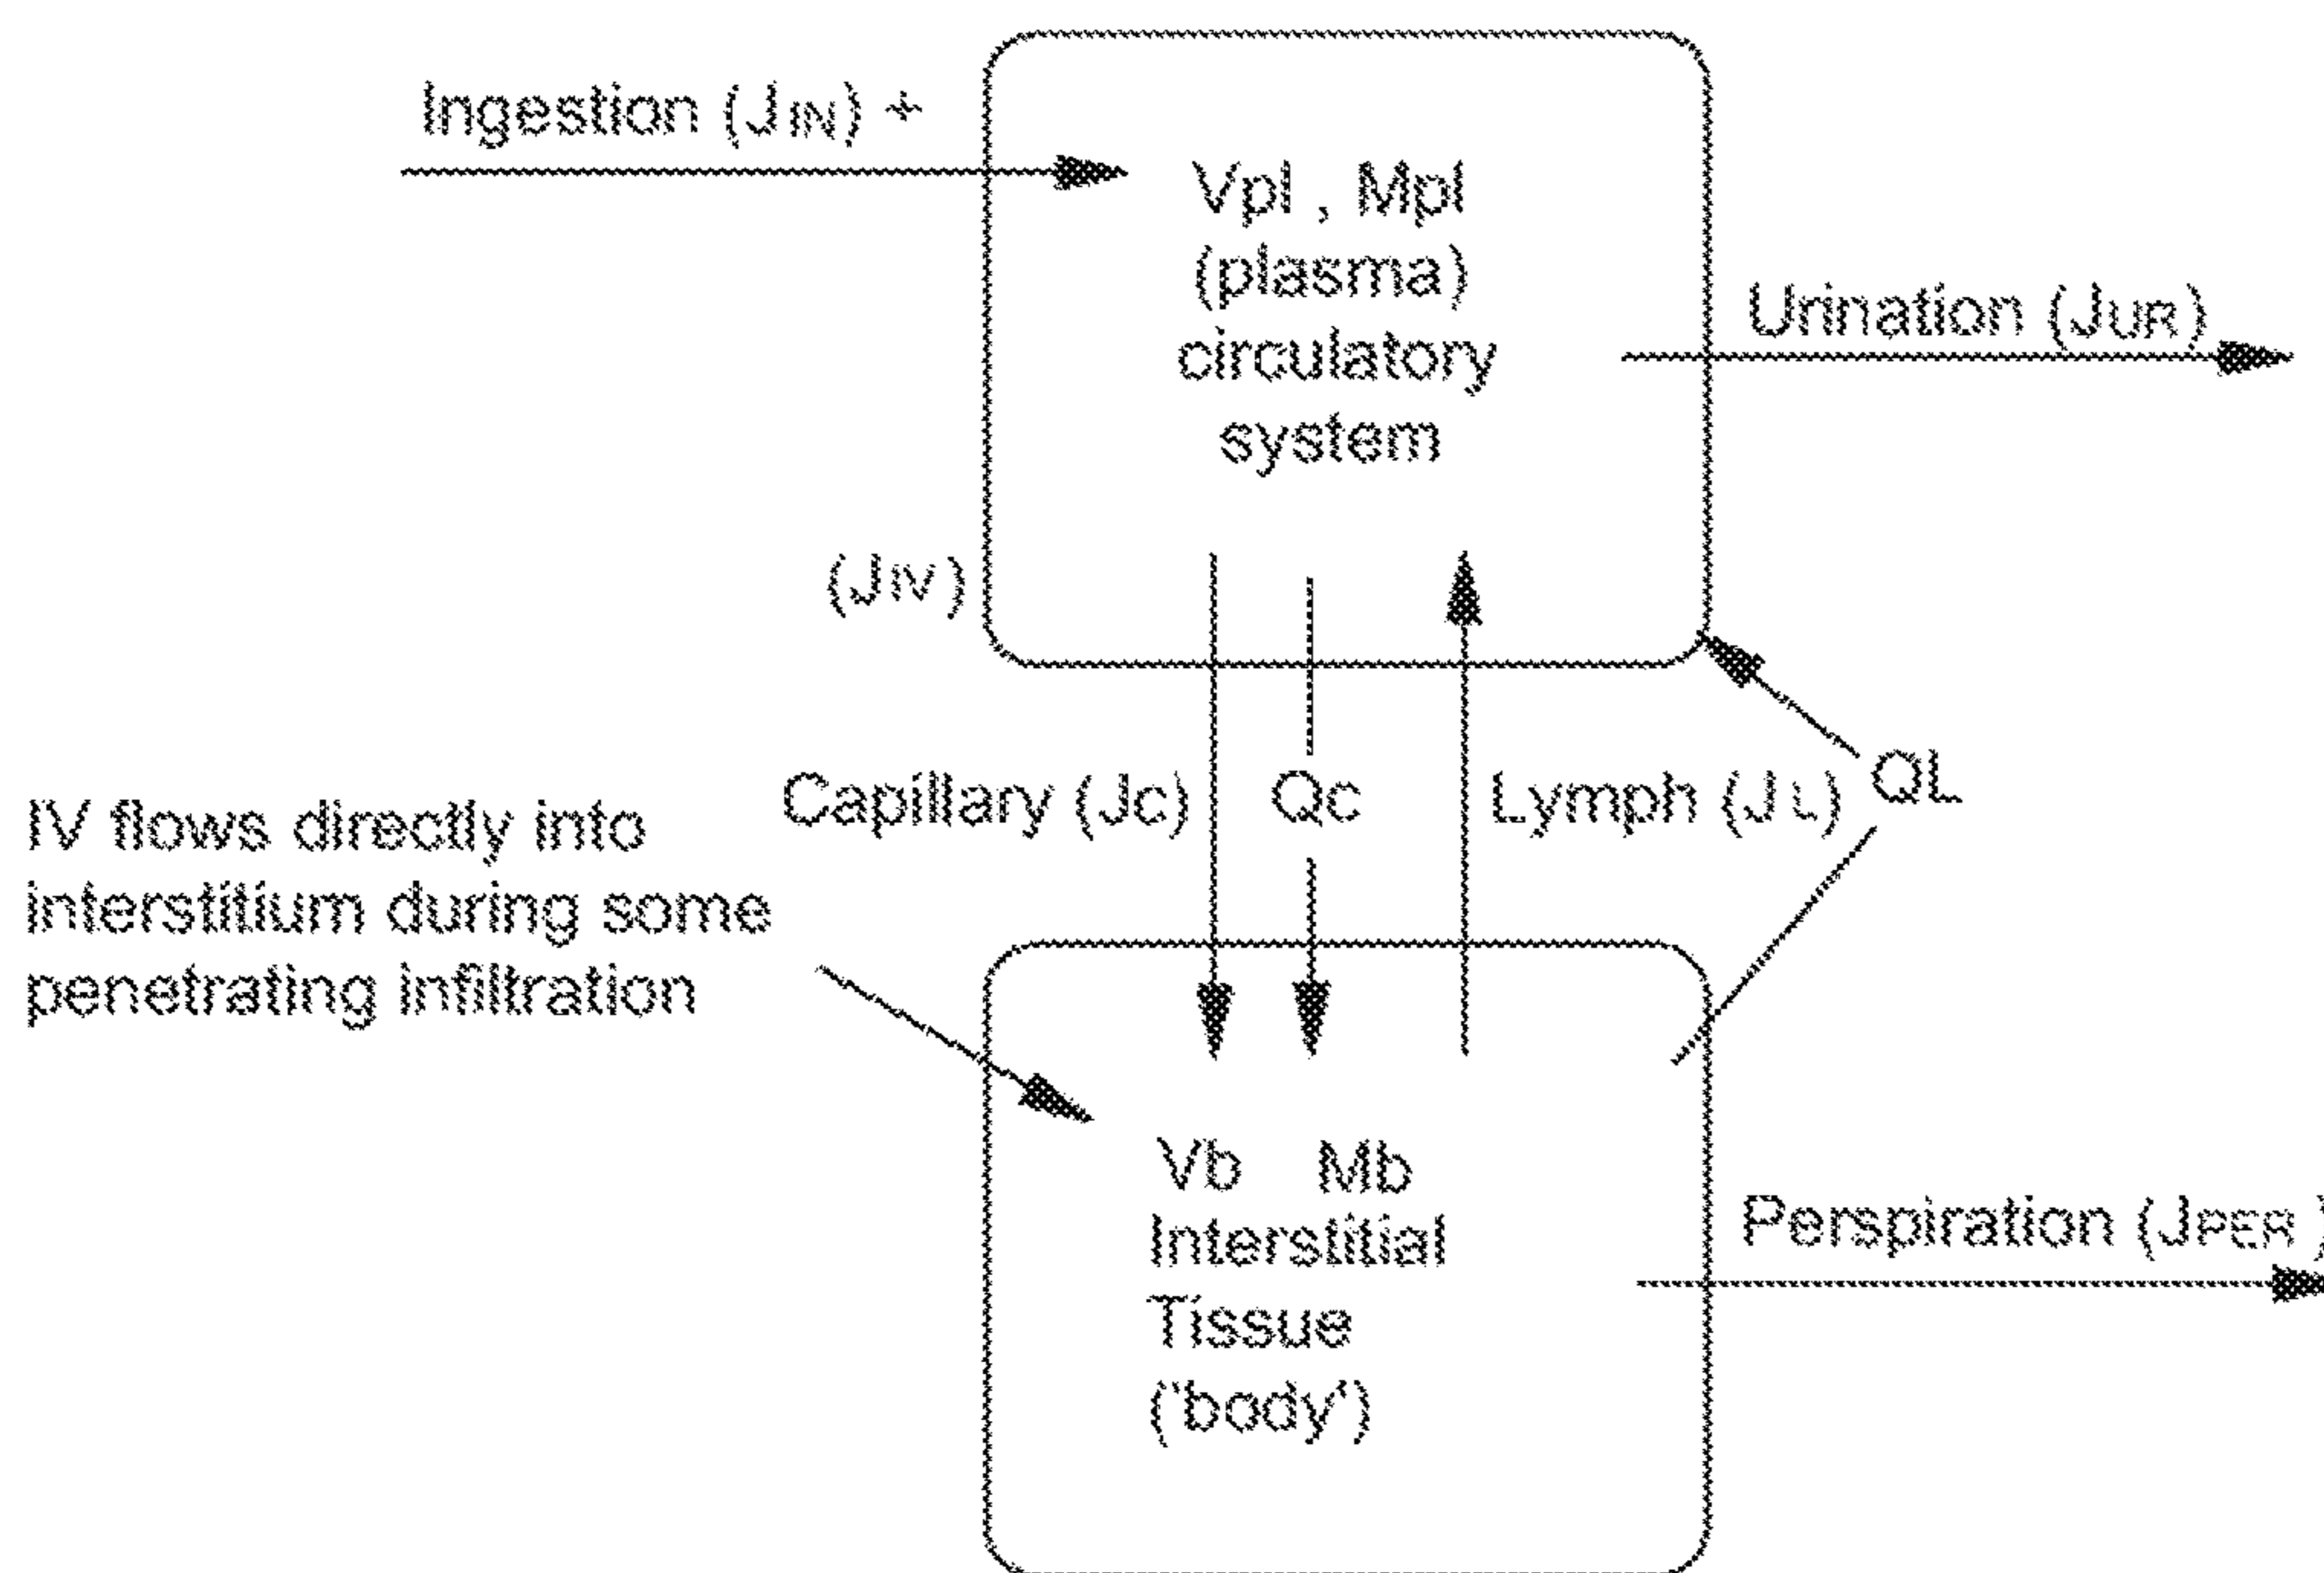 Ingestion (JIN) +
Vpl , Mpl
(plasma)
circulatory
system
Urination (JUR)
(JIV)
Capillary (Jc)
Qc
Lymph (JL)
QL
IV flows directly into
interstitium during some
penetrating infiltration
Vb Mb
Interstitial
Tissue
('body')
Perspiration (JPER)